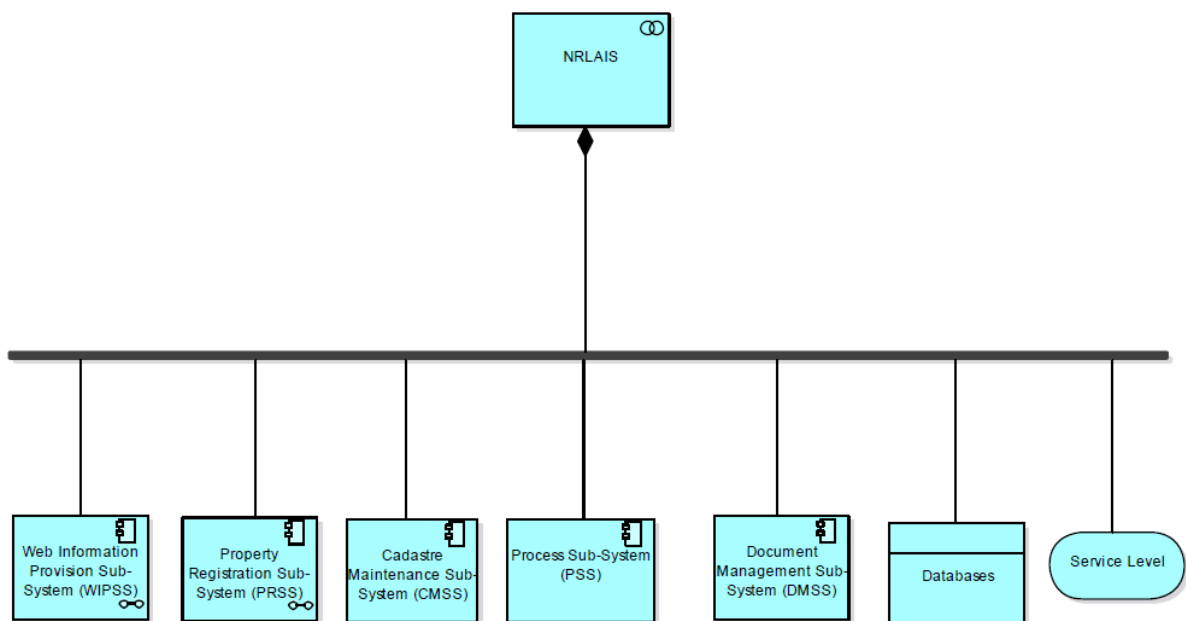 NRLAIS
Web Information
Provision Sub-
System (WIPSS)
Property
Registration Sub-
System (PRSS)
Cadastre
Maintenance Sub-
System (CMSS)
Process Sub-System
(PSS)
Document
Management Sub-
System (DMSS)
Databases
Service Level